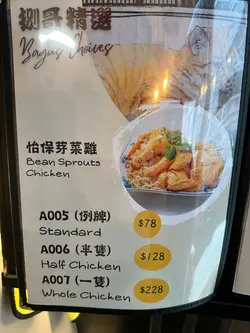 捌哥精選
Bagus Choices
怡保芽菜雞
Bean Sprouts
Chicken
A005 (例牌) $78
Standard
A006 (半隻) $128
Half Chicken
A007 (一隻) $228
Whole Chicken